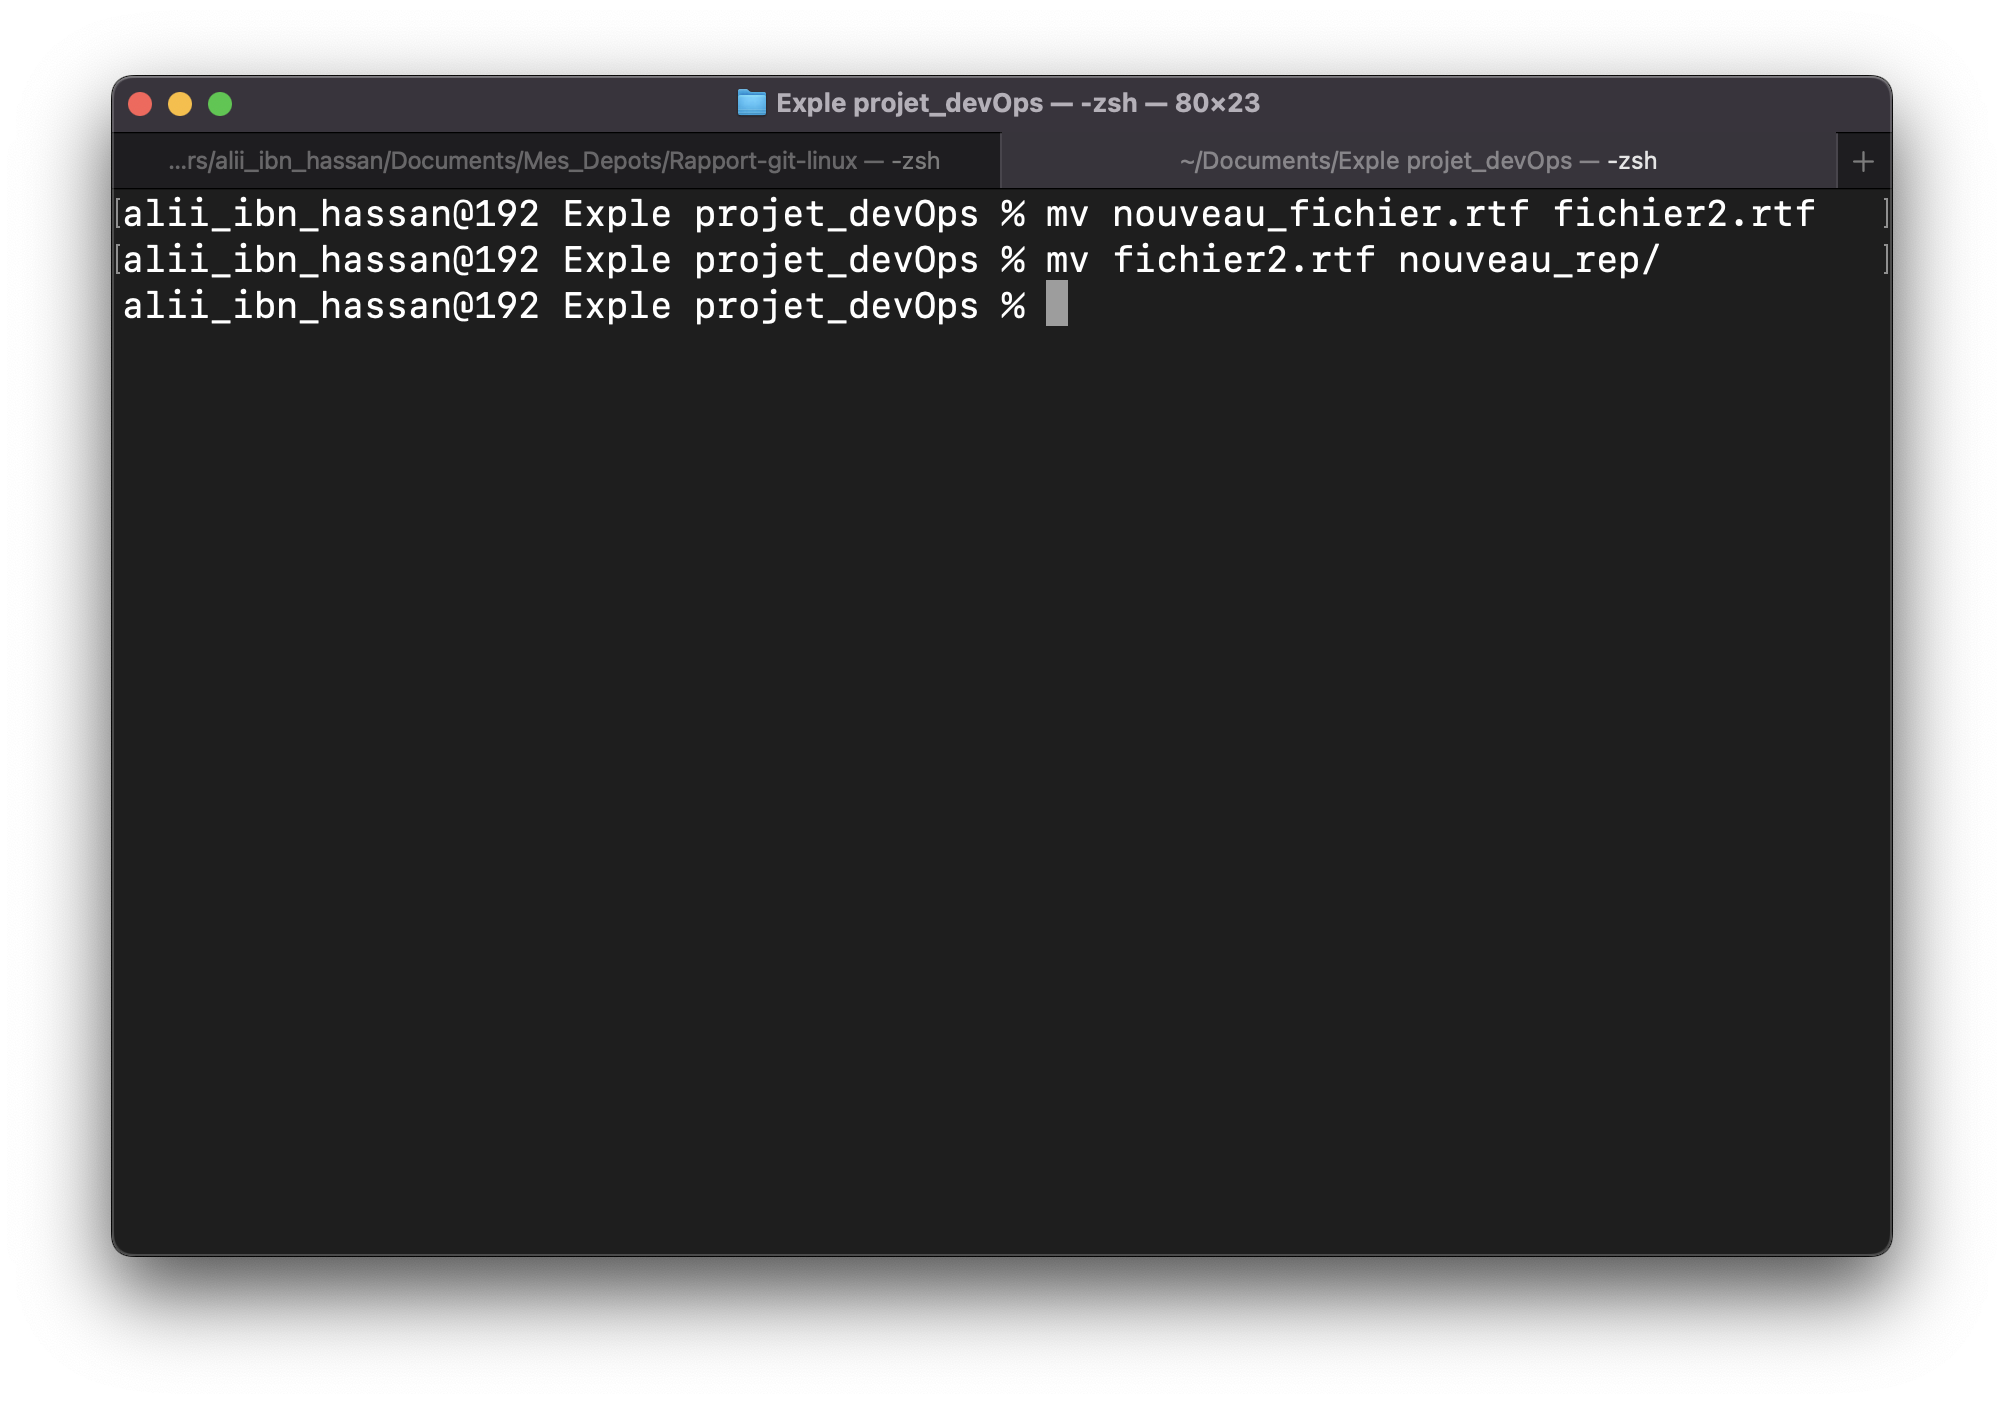 Exple projet_devOps — -zsh — 80×23
...rs/alii_ibn_hassan/Documents/Mes_Depots/Rapport-git-linux — -zsh
~/Documents/Exple projet_devOps — -zsh
+
[alii_ibn_hassan@192 Exple projet_devOps % mv nouveau_fichier.rtf fichier2.rtf ]
[alii_ibn_hassan@192 Exple projet_devOps % mv fichier2.rtf nouveau_rep/ ]
alii_ibn_hassan@192 Exple projet_devOps %